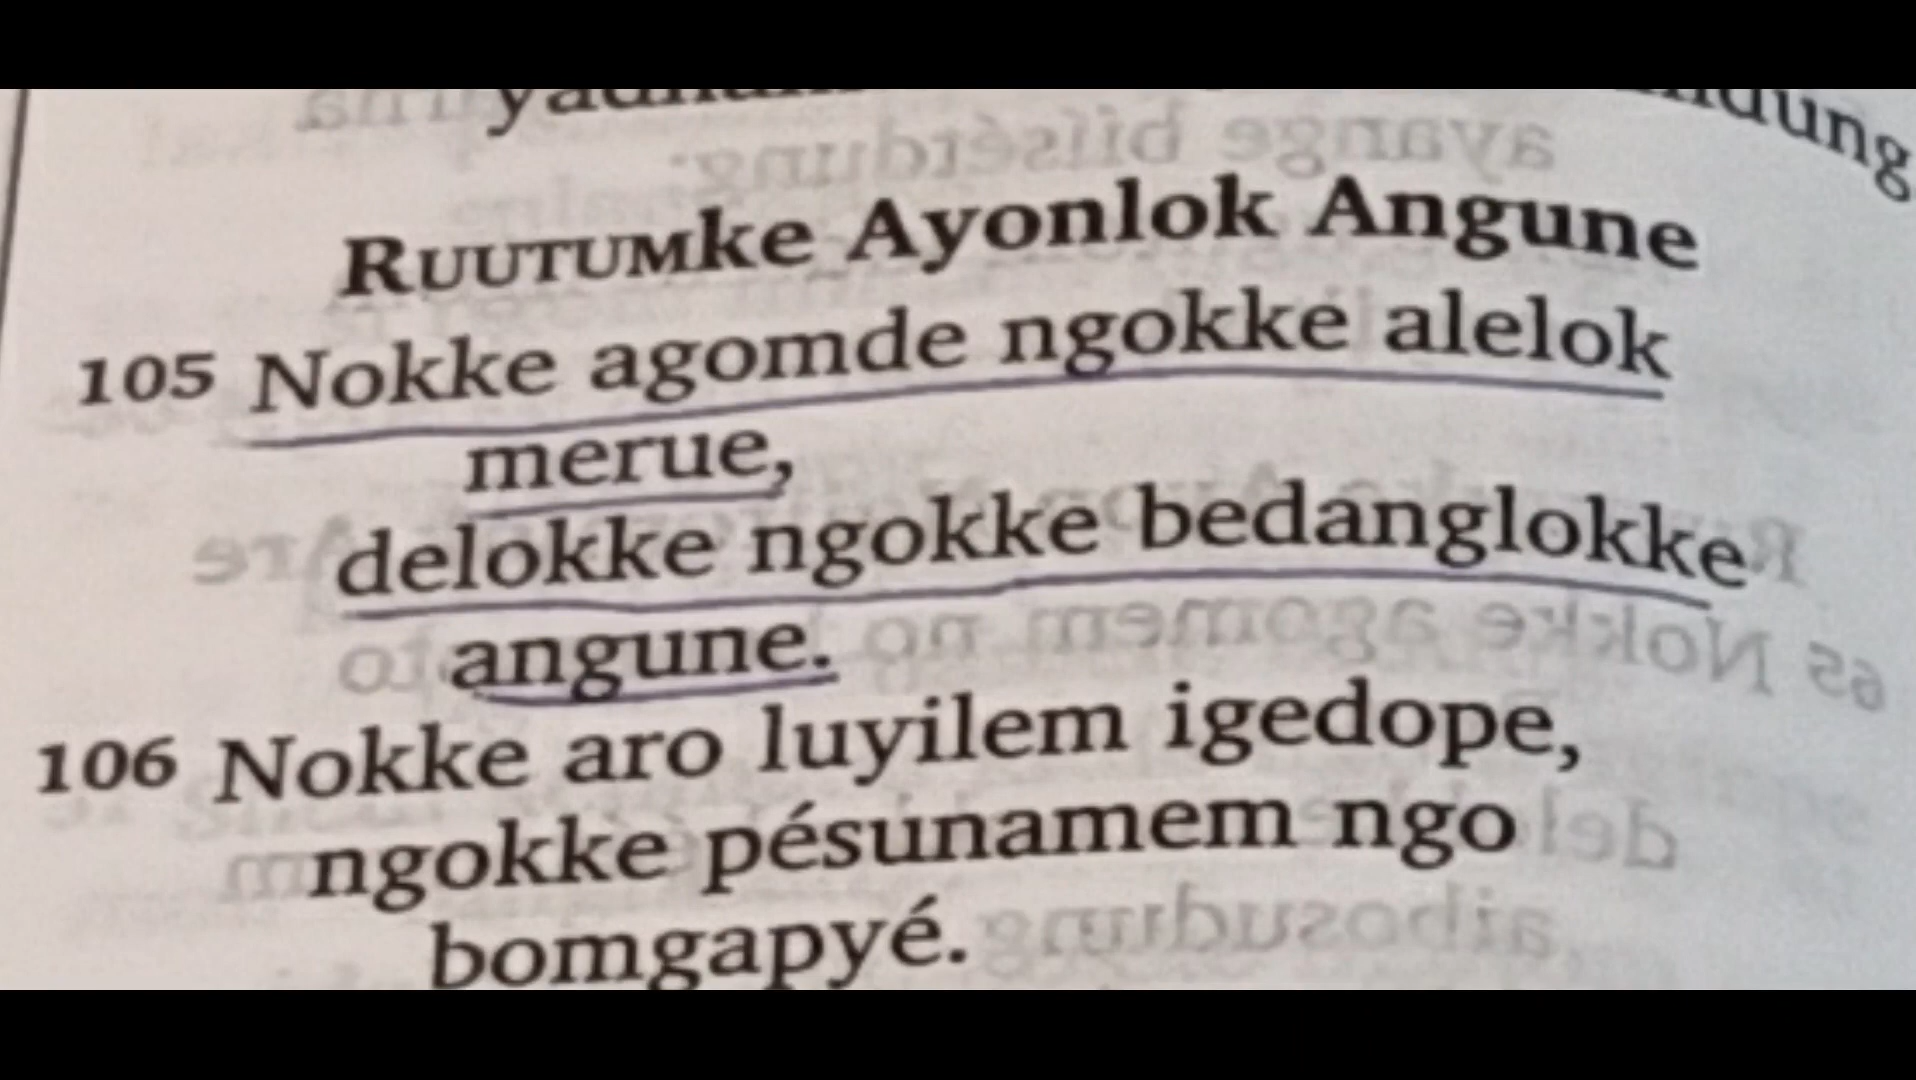 Ruutumke Ayonlok Angune
105 Nokke agomde ngokke alelok
merue,
delokke ngokke bedanglokke
angune.
106 Nokke aro luyilem igedope,
ngokke pésunamem ngo
bomgapyé.